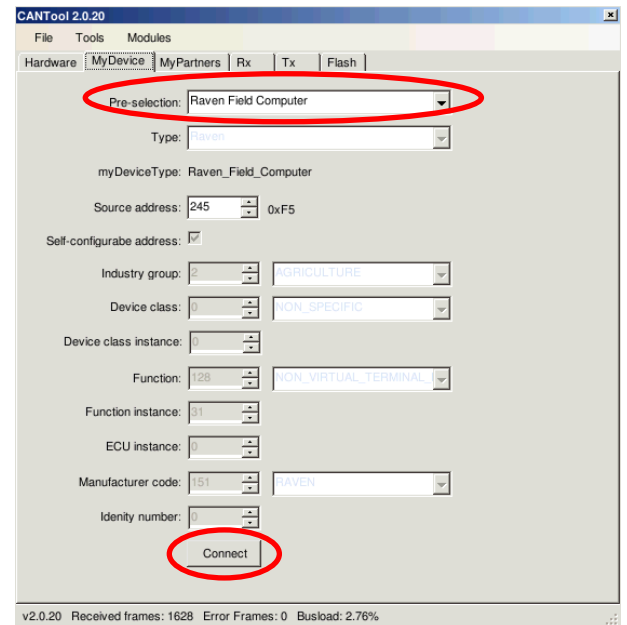 CANTool 2.0.20
File Tools Modules
Hardware MyDevice MyPartners Rx Tx Flash
Pre-selection: Raven Field Computer
Type: Raven
myDeviceType: Raven_Field_Computer
Source address: 245 0xF5
Self-configurabe address:
Industry group: 2 AGRICULTURE
Device class: 0 NON_SPECIFIC
Device class instance: 0
Function: 128 NON_VIRTUAL_TERMINAL_
Function instance: 31
ECU instance: 0
Manufacturer code: 151 RAVEN
Idenity number: 0
Connect
v2.0.20 Received frames: 1628 Error Frames: 0 Busload: 2.76%